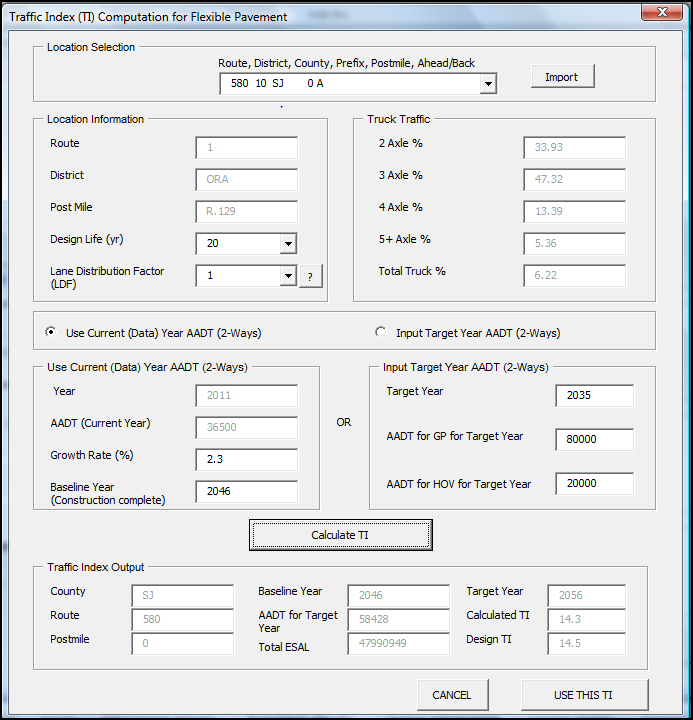 Traffic Index (TI) Computation for Flexible Pavement
Location Selection
Route, District, County, Prefix, Postmile, Ahead/Back
580 10 SJ 0 A
Import
Location Information
Route 1
District ORA
Post Mile R.129
Design Life (yr) 20
Lane Distribution Factor
(LDF) 1 ?
Truck Traffic
2 Axle % 33.93
3 Axle % 47.32
4 Axle % 13.39
5+ Axle % 5.36
Total Truck % 6.22
Use Current (Data) Year AADT (2-Ways)
Input Target Year AADT (2-Ways)
Use Current (Data) Year AADT (2-Ways)
Year 2011
AADT (Current Year) 36500
Growth Rate (%) 2.3
Baseline Year
(Construction complete) 2046
OR
Input Target Year AADT (2-Ways)
Target Year 2035
AADT for GP for Target Year 80000
AADT for HOV for Target Year 20000
Calculate TI
Traffic Index Output
County SJ
Route 580
Postmile 0
Baseline Year 2046
AADT for Target
Year 58428
Total ESAL 47990949
Target Year 2056
Calculated TI 14.3
Design TI 14.5
CANCEL
USE THIS TI